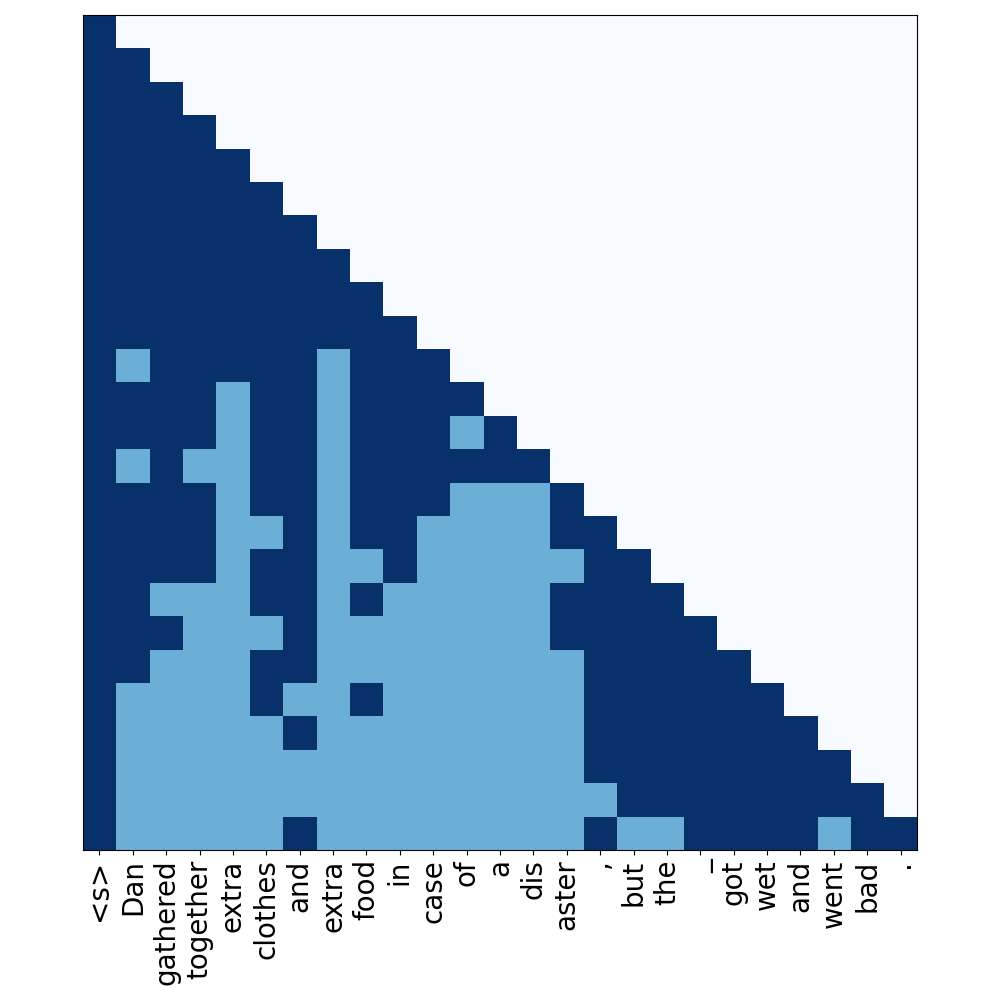 <s> Dan gathered together extra clothes and extra food in case of a dis aster , but the _ got wet and went bad .